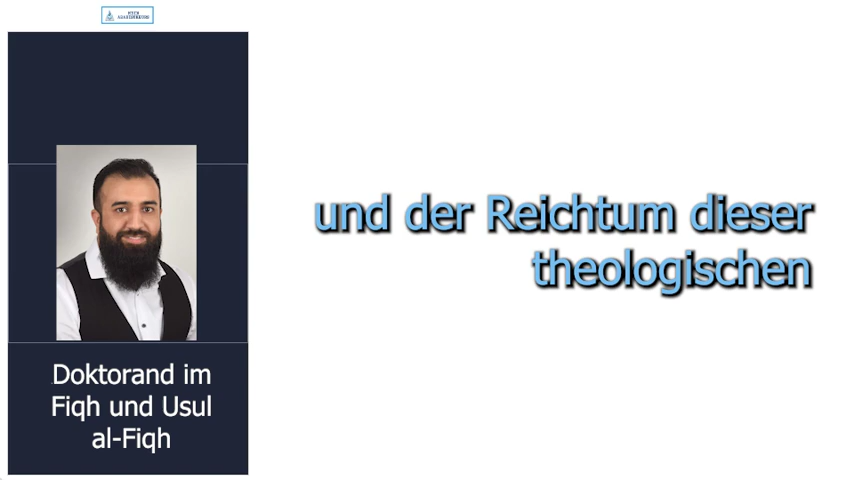 Doktorand im
Fiqh und Usul
al-Fiqh
und der Reichtum dieser
theologischen